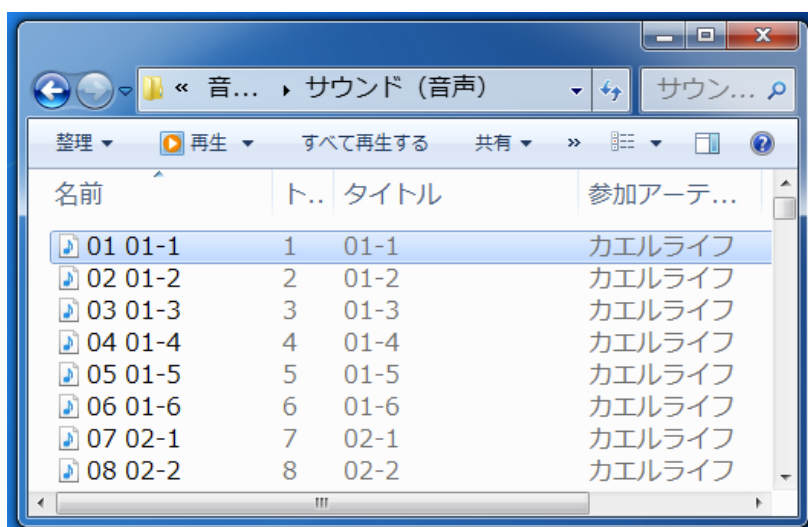 « 音... ▸ サウンド（音声） サウン...
整理 ▼ 再生 ▼ すべて再生する 共有 ▼ »
名前 ト.. タイトル 参加アーテ...
01 01-1 1 01-1 カエルライフ
02 01-2 2 01-2 カエルライフ
03 01-3 3 01-3 カエルライフ
04 01-4 4 01-4 カエルライフ
05 01-5 5 01-5 カエルライフ
06 01-6 6 01-6 カエルライフ
07 02-1 7 02-1 カエルライフ
08 02-2 8 02-2 カエルライフ